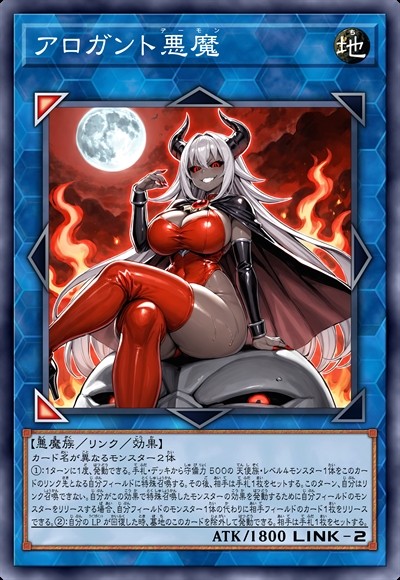 アロガント悪魔
デーモン
地
ち
【悪魔族／リンク／効果】
カード名が異なるモンスター2体
①：1ターンに1度、発動できる。手札・デッキから守備力 500の 天使族・レベルモンスター1体をこのカー
ドのリンク先となる自分フィールドに特殊召喚する。その後、相手は手札1枚をセットする。このターン、自分はリ
ンク召喚できない。自分がこの効果で特殊召喚したモンスターの効果を発動するために自分フィールドのモン
スターをリリースする場合、自分フィールドのモンスター1体の代わりに相手フィールドのカード1枚をリリース
できる。②：自分の LP が回復した時、墓地のこのカードを除外して発動できる。相手は手札1枚をセットする。
ATK/1800 LINK-2